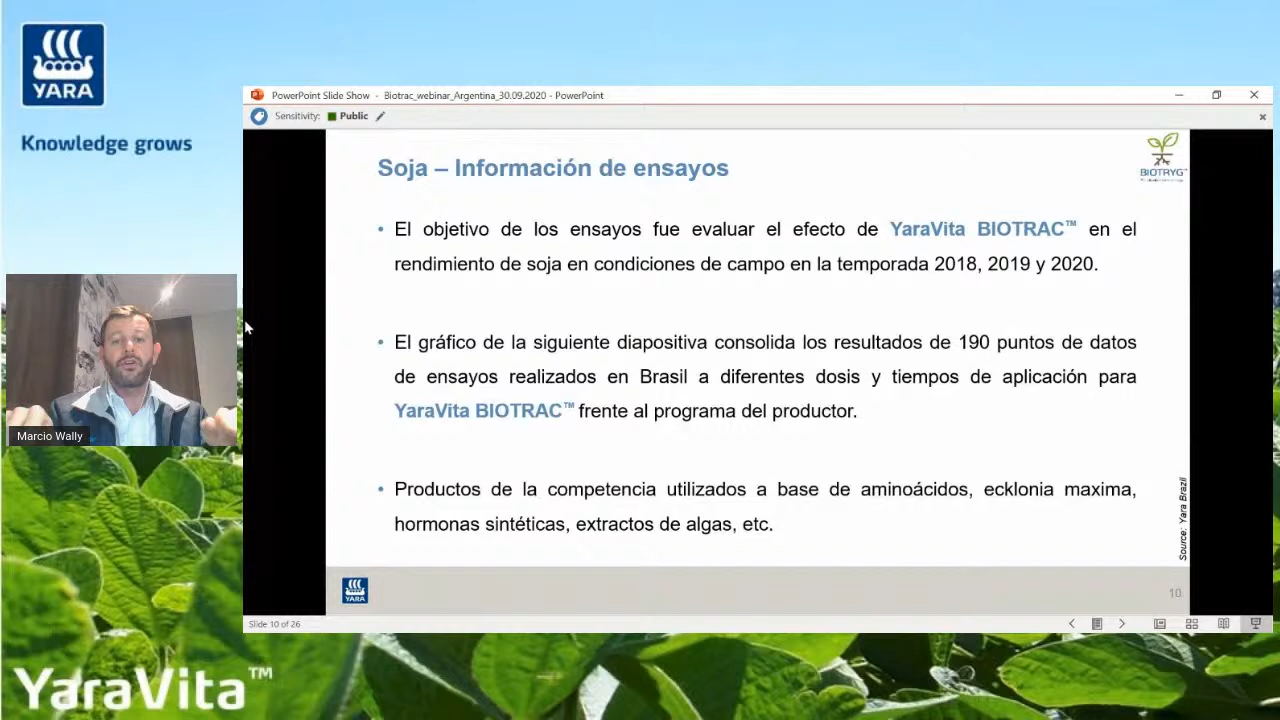 YARA
Knowledge grows
PowerPoint Slide Show - Biotrac_webinar_Argentina_30.09.2020 - PowerPoint
Sensitivity: Public
Soja – Información de ensayos
BIOTRYG™
• El objetivo de los ensayos fue evaluar el efecto de YaraVita BIOTRAC™ en el
rendimiento de soja en condiciones de campo en la temporada 2018, 2019 y 2020.
• El gráfico de la siguiente diapositiva consolida los resultados de 190 puntos de datos
de ensayos realizados en Brasil a diferentes dosis y tiempos de aplicación para
YaraVita BIOTRAC™ frente al programa del productor.
• Productos de la competencia utilizados a base de aminoácidos, ecklonia maxima,
hormonas sintéticas, extractos de algas, etc.
Source: Yara Brazil
YARA
10
Slide 10 of 26
Marcio Wally
YaraVita™